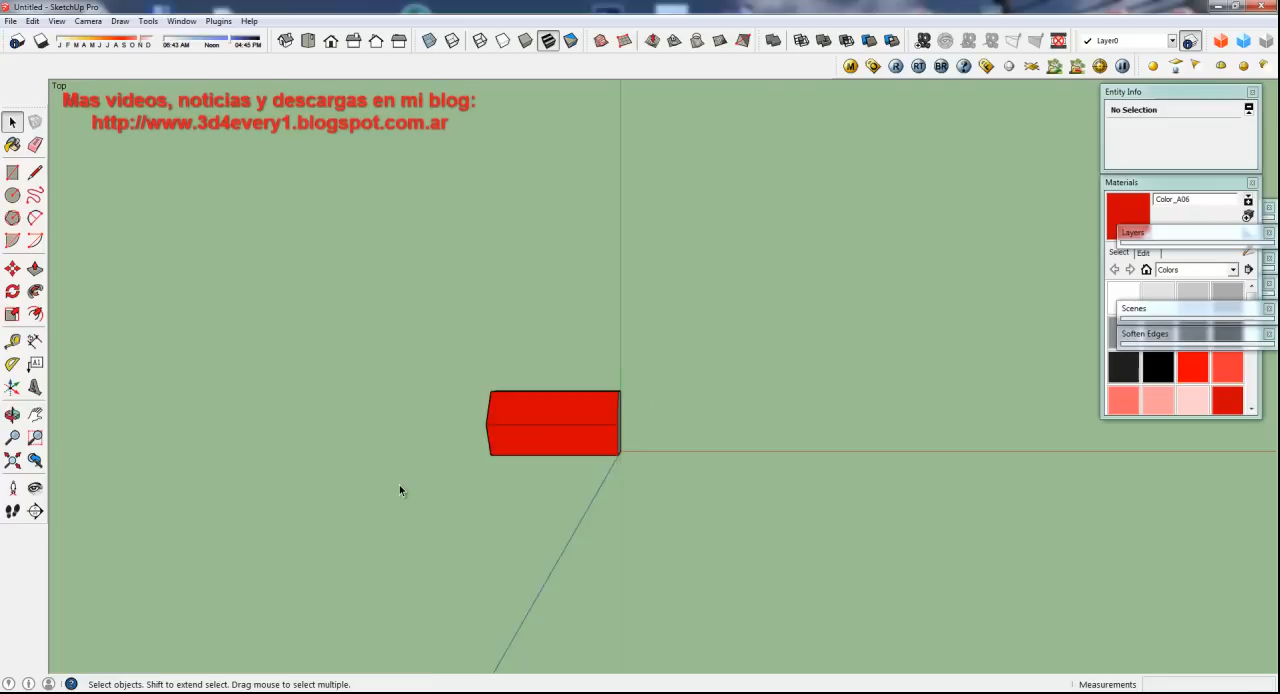 Untitled - SketchUp Pro
File Edit View Camera Draw Tools Window Plugins Help
J F M A M J J A S O N D 08:43 AM Noon 04:45 PM Layer0
M R RT BR
Top
Mas videos, noticias y descargas en mi blog:
http://www.3d4every1.blogspot.com.ar
Entity Info
No Selection
Materials
Color_A06
Layers
Select Edit
Colors
Scenes
Soften Edges
Select objects. Shift to extend select. Drag mouse to select multiple.
Measurements